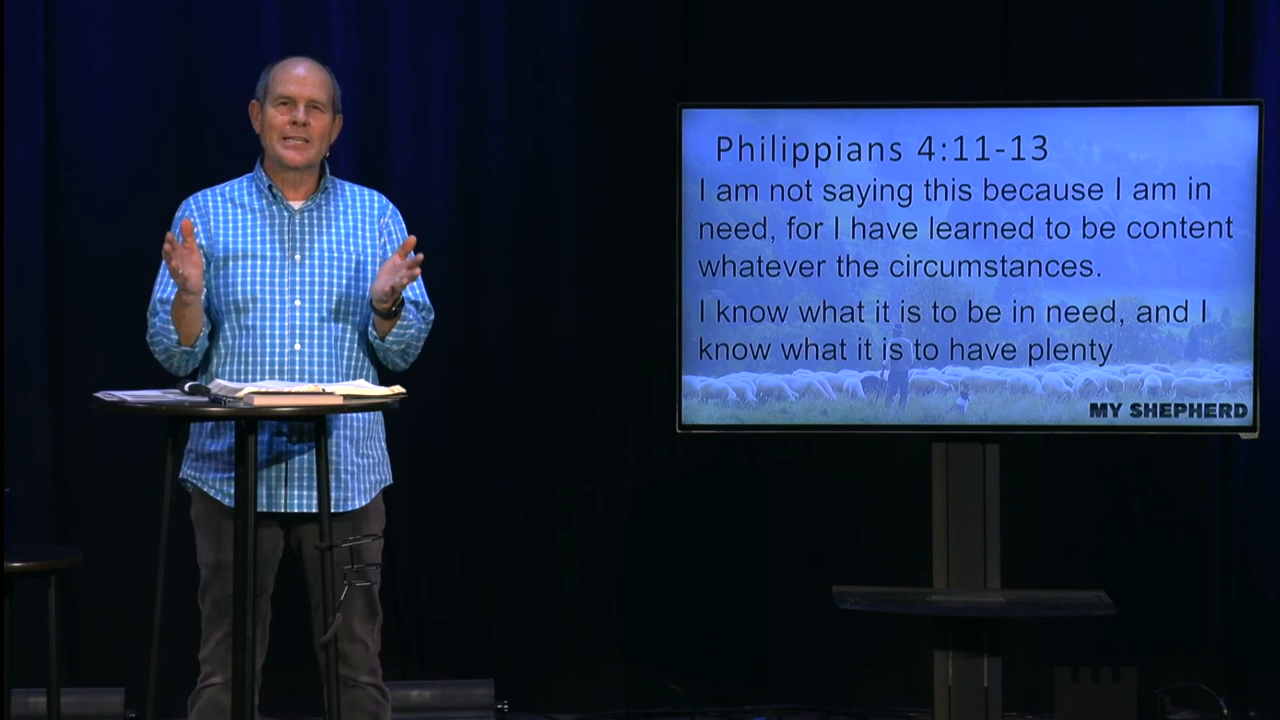 Philippians 4:11-13
I am not saying this because I am in
need, for I have learned to be content
whatever the circumstances.
I know what it is to be in need, and I
know what it is to have plenty
MY SHEPHERD